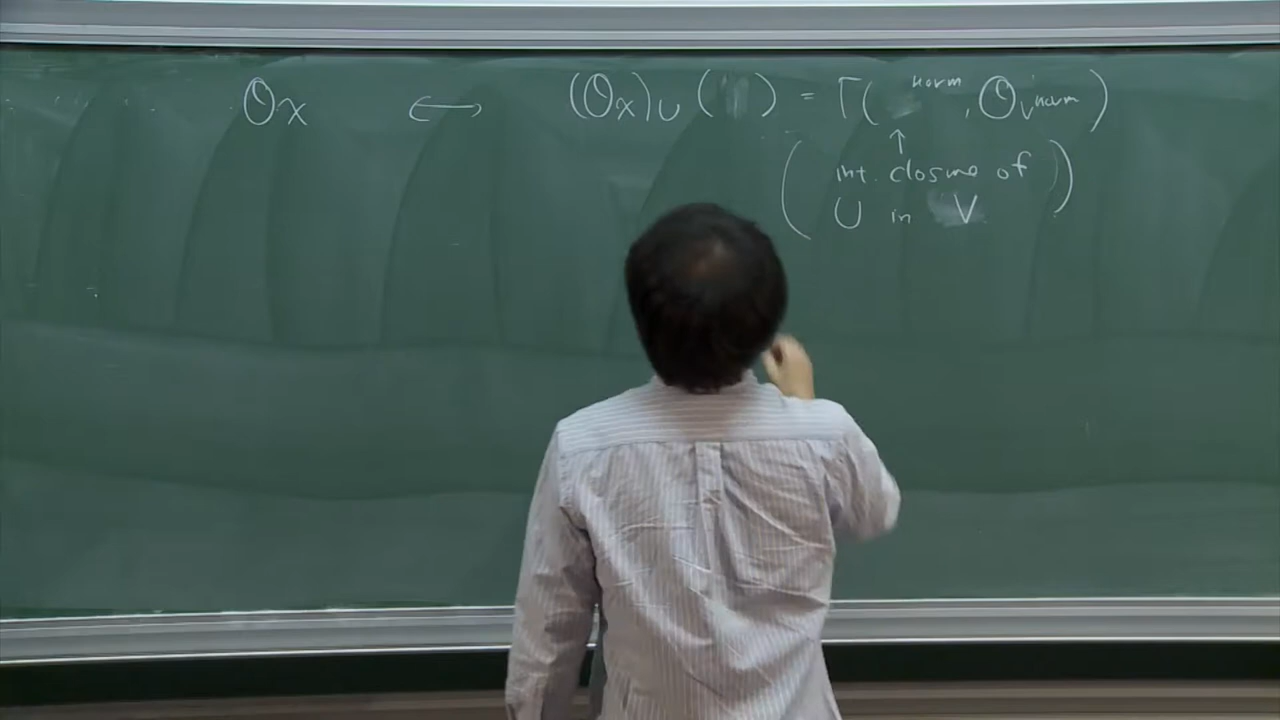 𝒪_X ⟷ (𝒪_X)_U ( ) = Γ( ^norm, 𝒪_V^norm)
↑
( int. closure of
U in V )